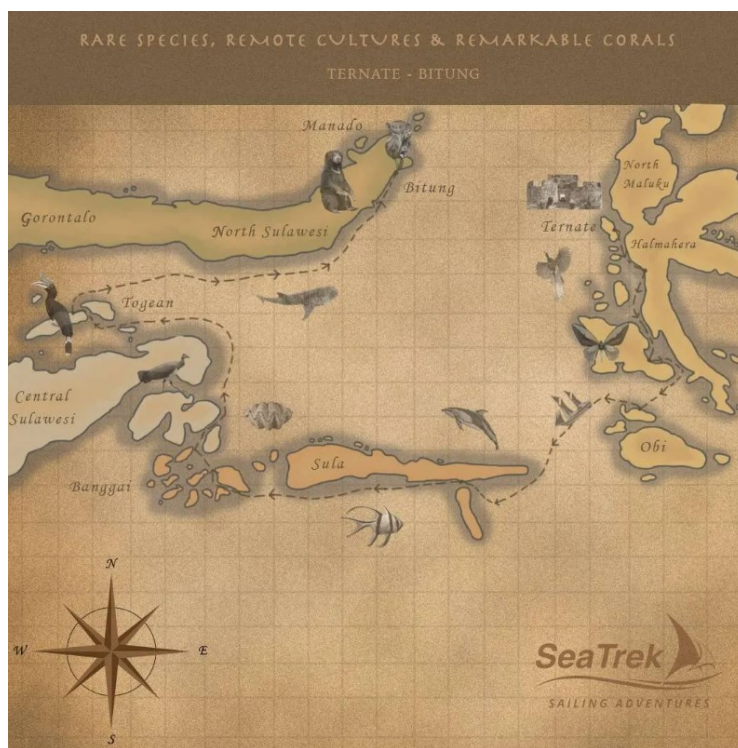 RARE SPECIES, REMOTE CULTURES & REMARKABLE CORALS
TERNATE - BITUNG
Manado
North
Maluku
Bitung
Gorontalo
North Sulawesi
Ternate
Halmahera
Togean
Central
Sulawesi
Obi
Sula
Banggai
N
W
E
S
SeaTrek
SAILING ADVENTURES